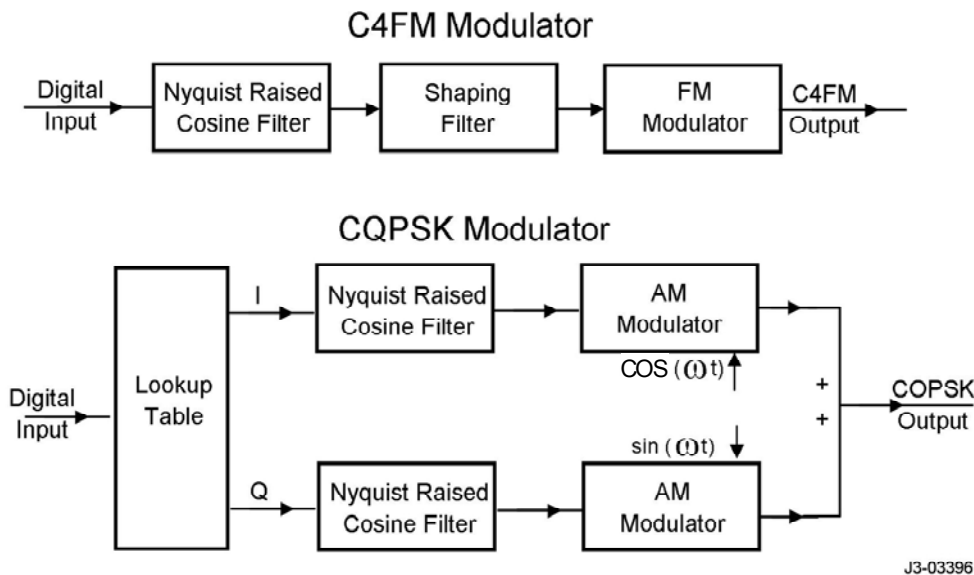 C4FM Modulator
Digital
Input
Nyquist Raised
Cosine Filter
Shaping
Filter
FM
Modulator
C4FM
Output
CQPSK Modulator
Digital
Input
Lookup
Table
I
Nyquist Raised
Cosine Filter
AM
Modulator
COS (ωt)
Q
Nyquist Raised
Cosine Filter
sin (ωt)
AM
Modulator
+
+
COPSK
Output
J3-03396